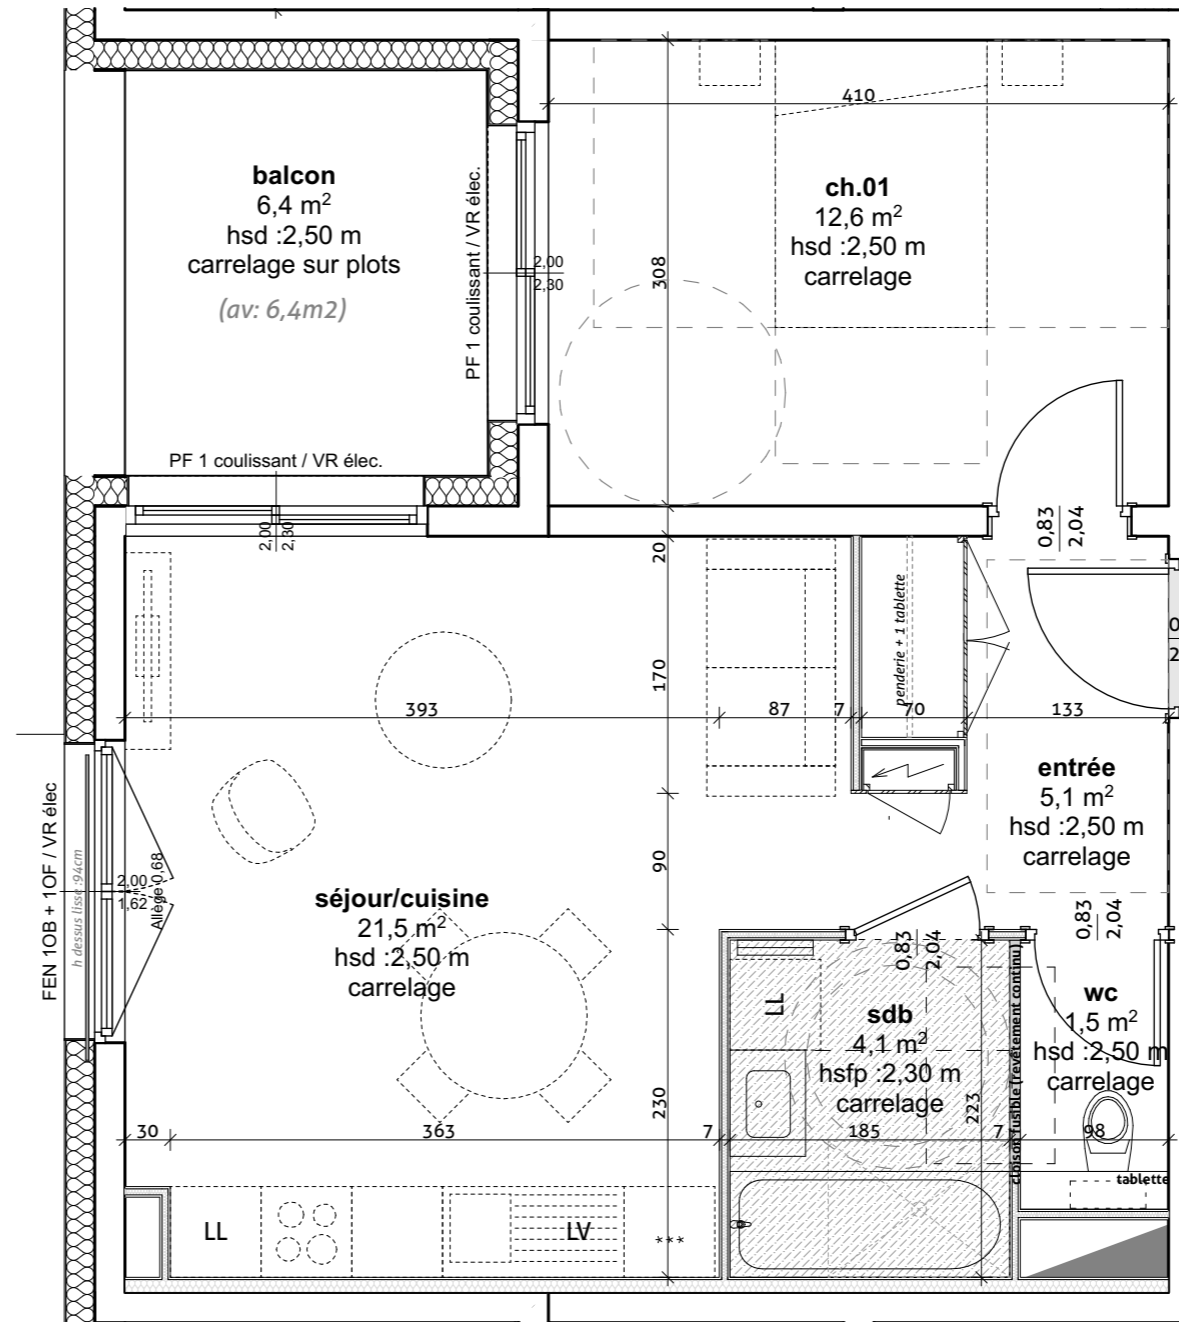 balcon
6,4 m²
hsd :2,50 m
carrelage sur plots
(av: 6,4m2)
PF 1 coulissant / VR élec.
PF 1 coulissant / VR élec.
2,00
2,30
2,00
2,30
410
ch.01
12,6 m²
hsd :2,50 m
carrelage
308
0,83
2,04
20
170
penderie + 1 tablette
0
2
393
87
7
70
133
entrée
5,1 m²
hsd :2,50 m
carrelage
FEN 1OB + 1OF / VR élec
h dessus lisse :94cm
2,00
1,62
Allège 0,68
90
séjour/cuisine
21,5 m²
hsd :2,50 m
carrelage
0,83
2,04
0,83
2,04
LL
sdb
4,1 m²
hsfp :2,30 m
carrelage
cloison fusible (revêtement continu)
wc
1,5 m²
hsd :2,50 m
carrelage
230
223
30
363
7
185
7
98
tablette
LL
LV
***